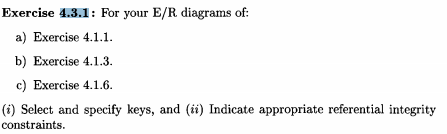 Exercise 4.3.1: For your E/R diagrams of:
a) Exercise 4.1.1.
b) Exercise 4.1.3.
c) Exercise 4.1.6.
(i) Select and specify keys, and (ii) Indicate appropriate referential integrity
constraints.